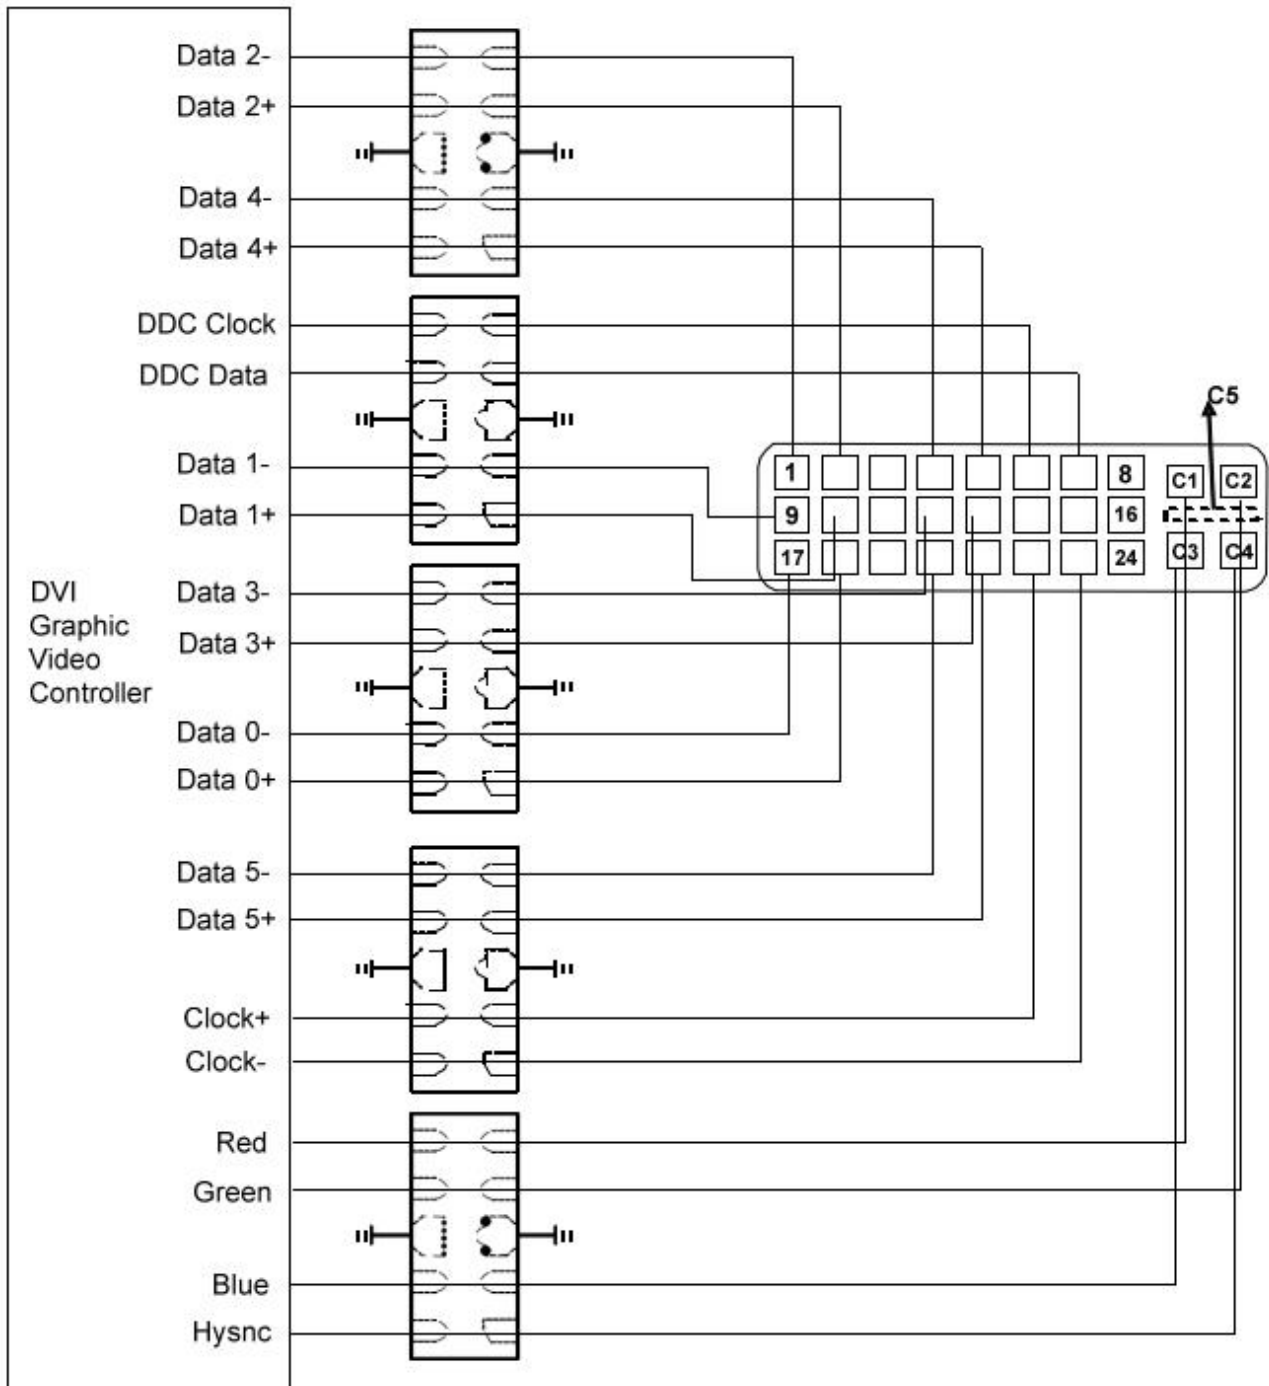 Data 2-
Data 2+
Data 4-
Data 4+
DDC Clock
DDC Data
Data 1-
Data 1+
DVI
Graphic
Video
Controller
Data 3-
Data 3+
Data 0-
Data 0+
Data 5-
Data 5+
Clock+
Clock-
Red
Green
Blue
Hysnc
C5
1 8 C1 C2
9 16
17 24 C3 C4